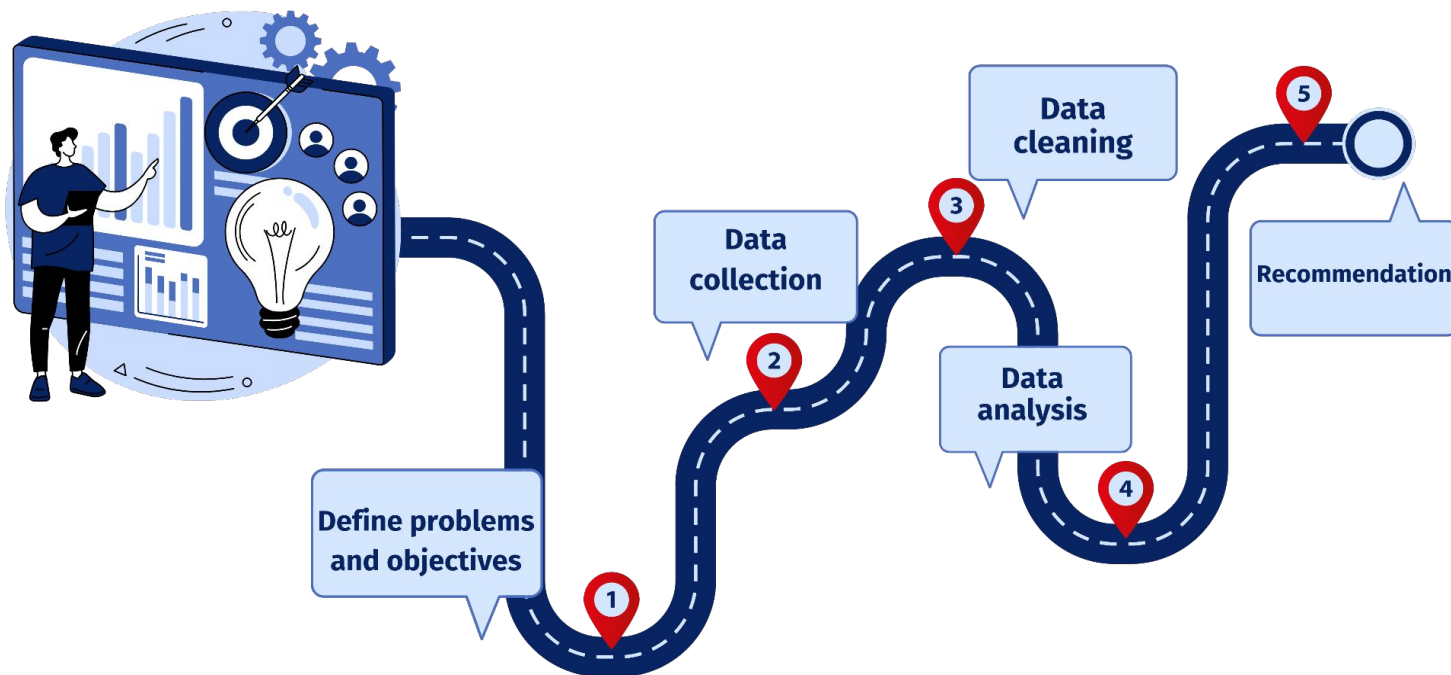 Define problems
and objectives
1
Data
collection
2
Data
cleaning
3
Data
analysis
4
5
Recommendation